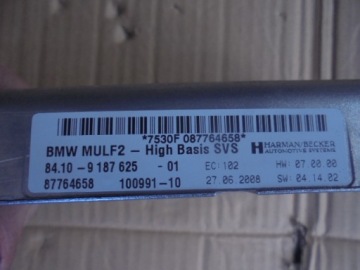 *7530F 087764658*
BMW MULF2 – High Basis SVS HARMAN/BECKER AUTOMOTIVE SYSTEMS
84.10 – 9 187 625 - 01 EC:102 HW: 07.00.00
87764658 100991-10 27.06.2008 SW: 04.14.02